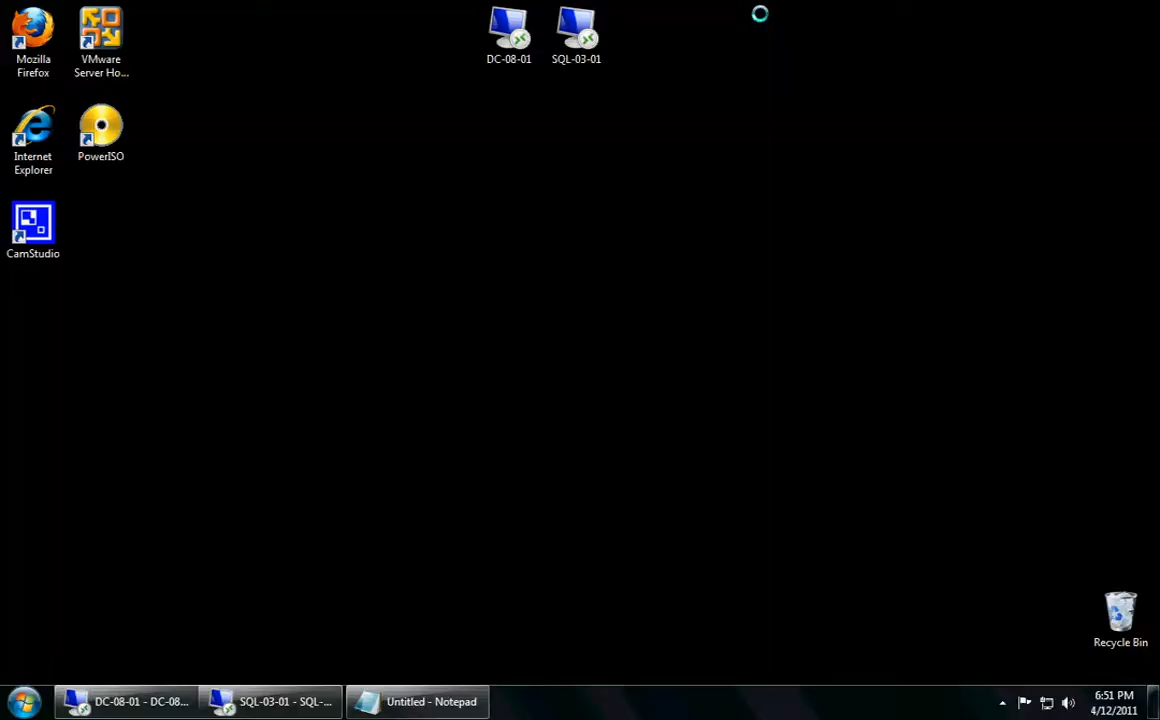 Mozilla
Firefox
VMware
Server Ho...
DC-08-01
SQL-03-01
Internet
Explorer
PowerISO
CamStudio
Recycle Bin
DC-08-01 - DC-08...
SQL-03-01 - SQL-...
Untitled - Notepad
6:51 PM
4/12/2011